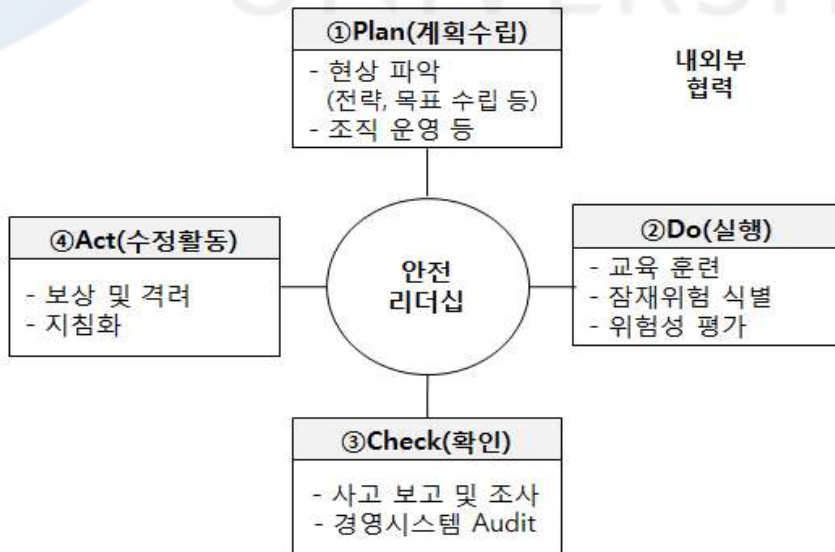 UNIVERSI
①Plan(계획수립)
- 현상 파악
(전략, 목표 수립 등)
- 조직 운영 등
내외부
협력
④Act(수정활동)
- 보상 및 격려
- 지침화
안전
리더십
②Do(실행)
- 교육 훈련
- 잠재위험 식별
- 위험성 평가
③Check(확인)
- 사고 보고 및 조사
- 경영시스템 Audit